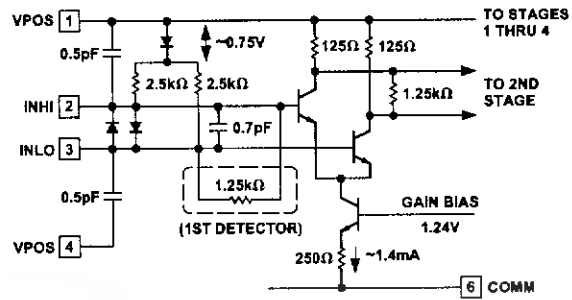 VPOS 1
TO STAGES
1 THRU 4
~0.75V
125Ω 125Ω
0.5pF
2.5kΩ 2.5kΩ
TO 2ND
STAGE
1.25kΩ
INHI 2
0.7pF
INLO 3
1.25kΩ
0.5pF
(1ST DETECTOR)
GAIN BIAS
1.24V
VPOS 4
250Ω ~1.4mA
6 COMM